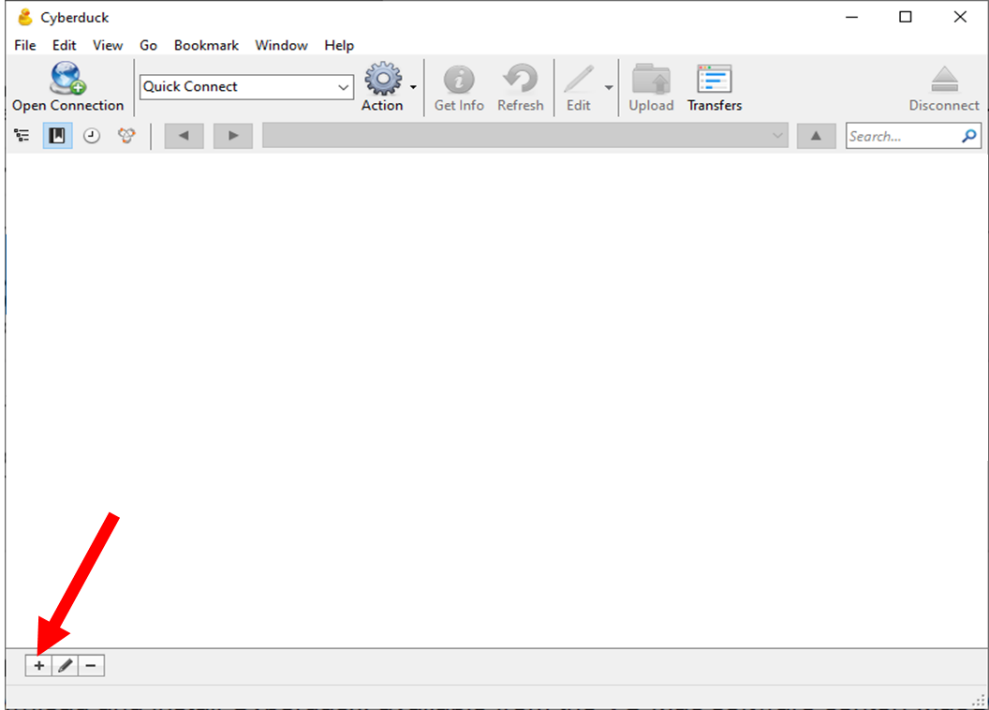 Cyberduck
File Edit View Go Bookmark Window Help
Quick Connect
Open Connection Action Get Info Refresh Edit Upload Transfers Disconnect
Search...